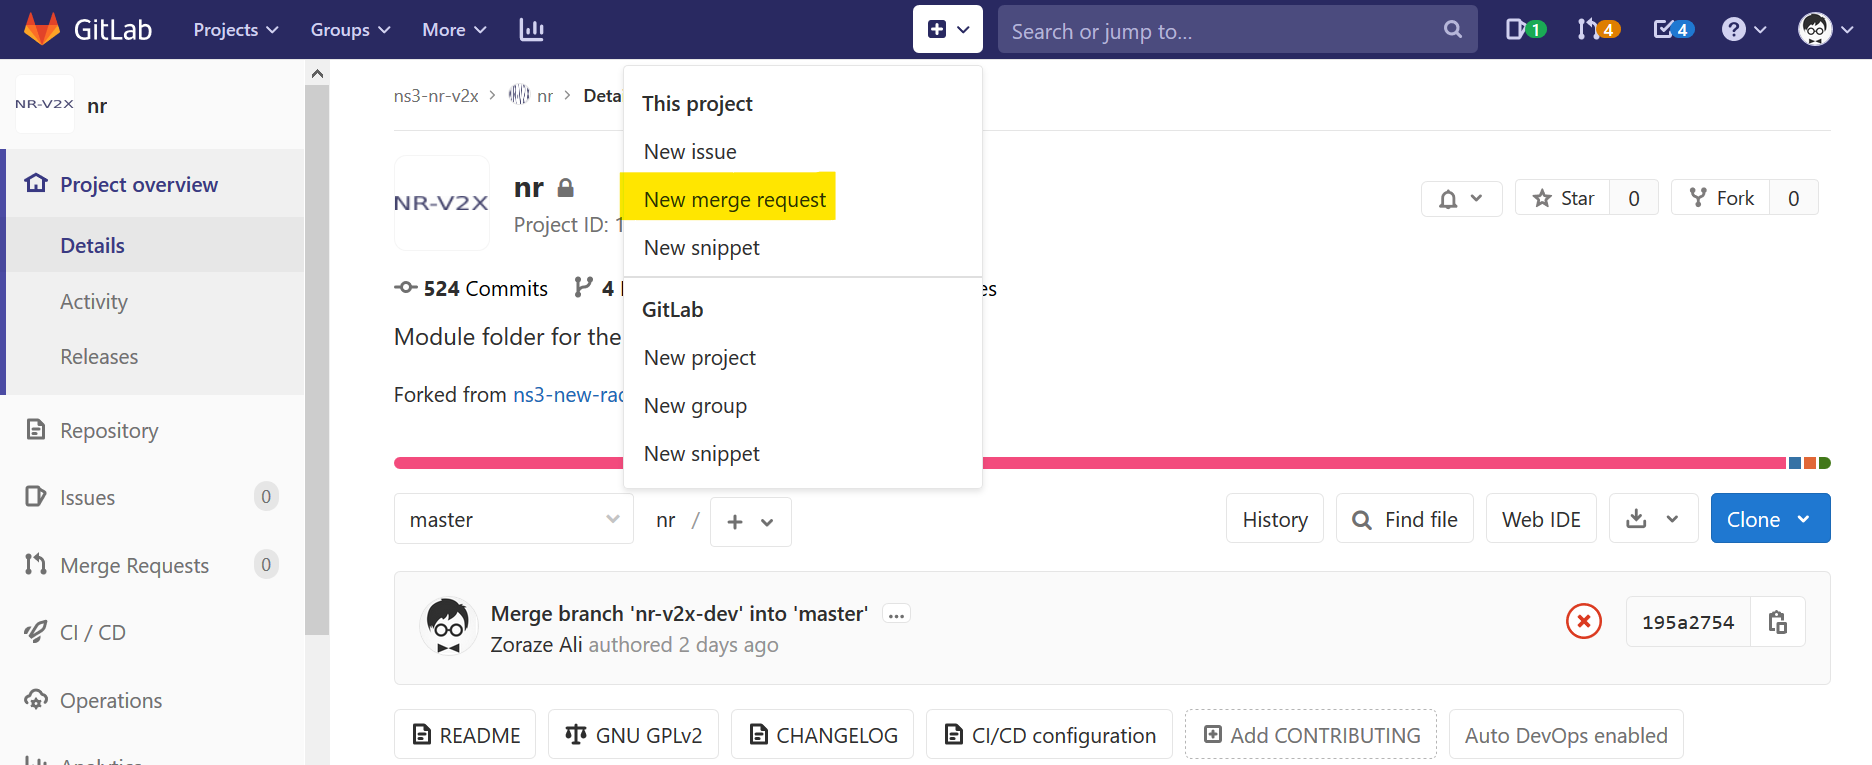 GitLab Projects Groups More Search or jump to... 1 4 4
NR-V2X nr
Project overview
Details
Activity
Releases
Repository
Issues 0
Merge Requests 0
CI / CD
Operations
Analytics
ns3-nr-v2x > nr > Deta
This project
New issue
New merge request
New snippet
GitLab
New project
New group
New snippet
NR-V2X
nr
Project ID: 1
Star 0 Fork 0
524 Commits 4 es
Module folder for the
Forked from ns3-new-rad
master nr / + History Find file Web IDE Clone
Merge branch 'nr-v2x-dev' into 'master' ...
Zoraze Ali authored 2 days ago
195a2754
README GNU GPLv2 CHANGELOG CI/CD configuration Add CONTRIBUTING Auto DevOps enabled